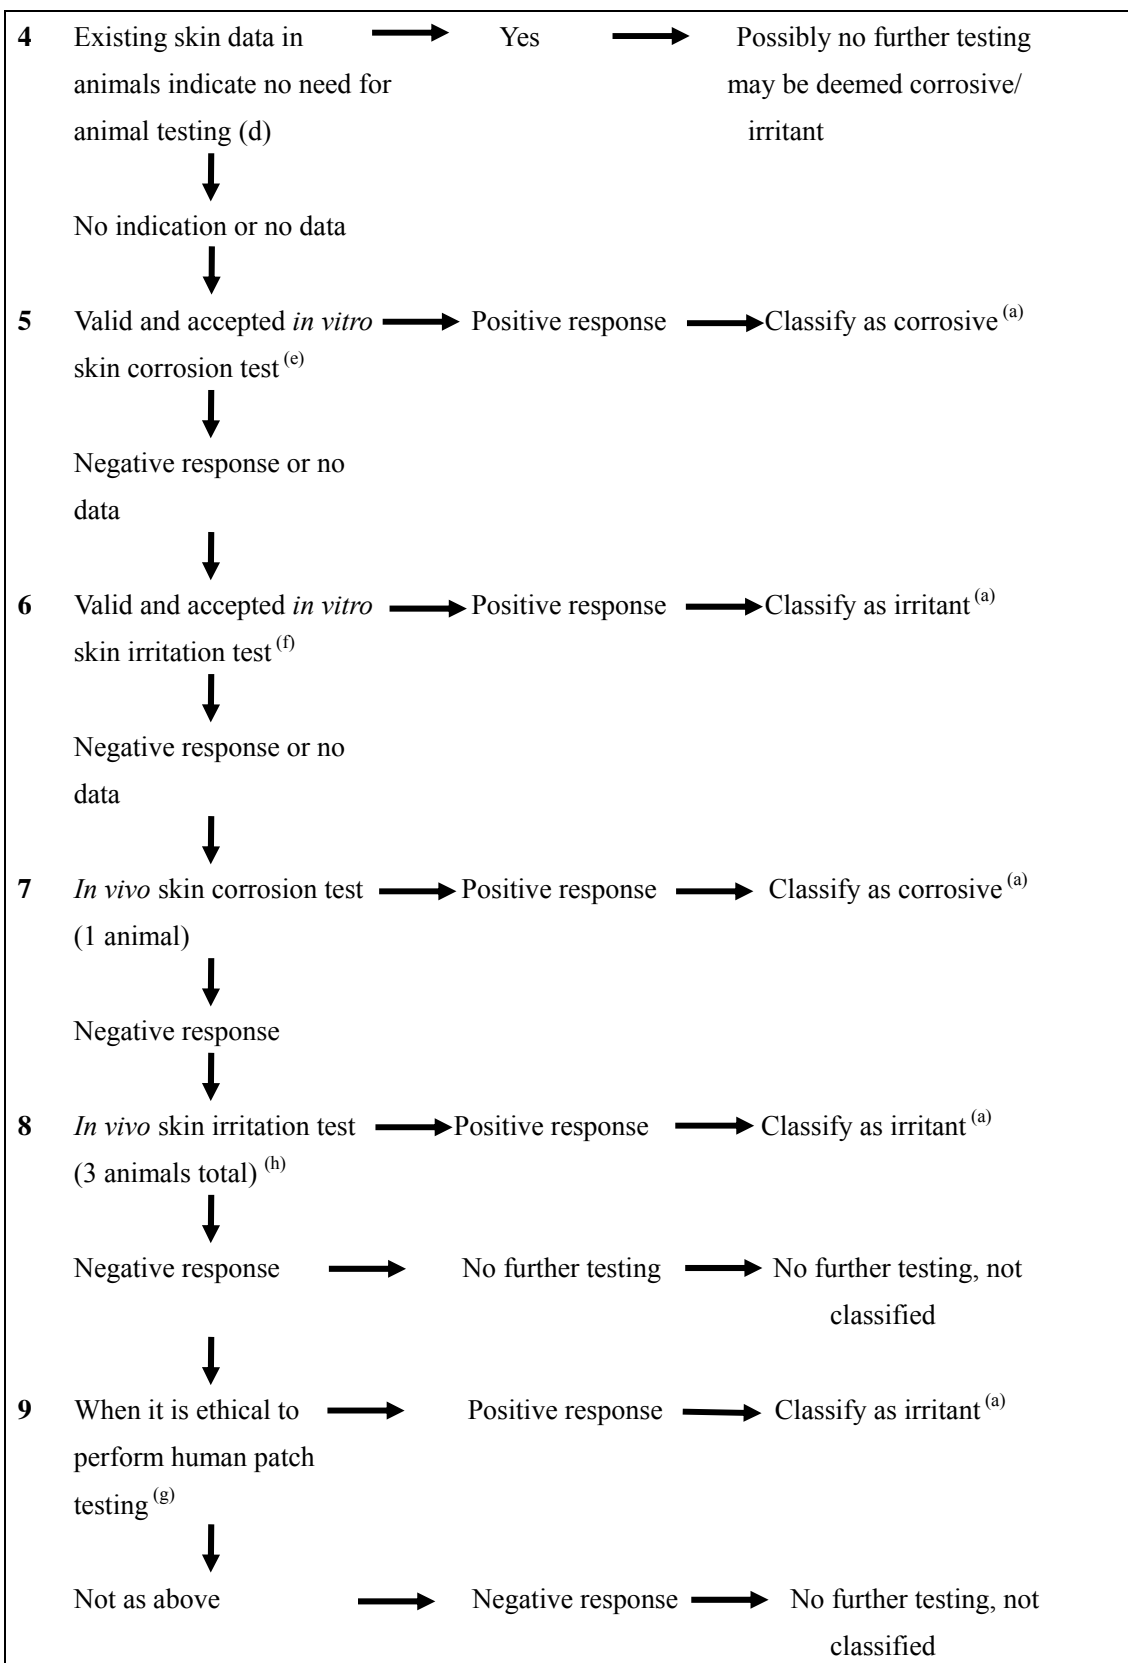 4 Existing skin data in Yes Possibly no further testing
animals indicate no need for may be deemed corrosive/
animal testing (d) irritant
No indication or no data
5 Valid and accepted in vitro Positive response Classify as corrosive (a)
skin corrosion test (e)
Negative response or no
data
6 Valid and accepted in vitro Positive response Classify as irritant (a)
skin irritation test (f)
Negative response or no
data
7 In vivo skin corrosion test Positive response Classify as corrosive (a)
(1 animal)
Negative response
8 In vivo skin irritation test Positive response Classify as irritant (a)
(3 animals total) (h)
Negative response No further testing No further testing, not
classified
9 When it is ethical to Positive response Classify as irritant (a)
perform human patch
testing (g)
Not as above Negative response No further testing, not
classified